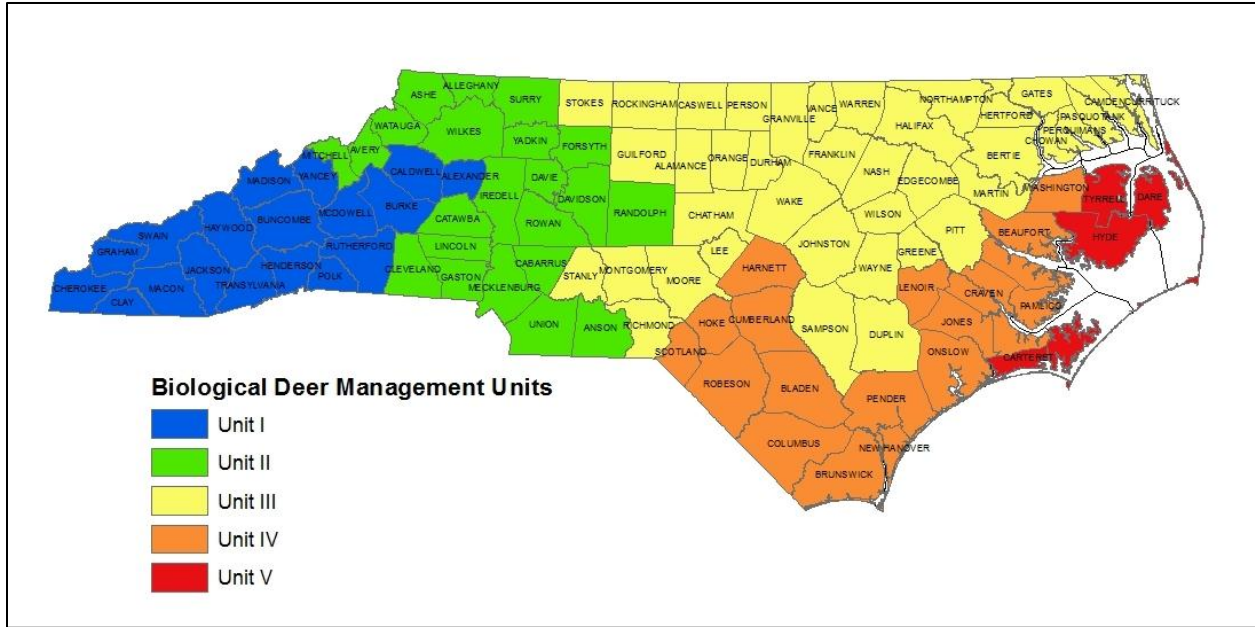 ALLEGHANY
ASHE
SURRY
STOKES
ROCKINGHAM
CASWELL
PERSON
VANCE
WARREN
NORTHAMPTON
GATES
CAMDEN
CURRITUCK
HERTFORD
PASQUOTANK
GRANVILLE
HALIFAX
PERQUIMANS
CHOWAN
WATAUGA
WILKES
YADKIN
FORSYTH
GUILFORD
ALAMANCE
ORANGE
DURHAM
FRANKLIN
BERTIE
MITCHELL
AVERY
NASH
EDGECOMBE
MADISON
YANCEY
CALDWELL
ALEXANDER
IREDELL
DAVIE
DAVIDSON
RANDOLPH
CHATHAM
WAKE
MARTIN
WASHINGTON
TYRRELL
DARE
BUNCOMBE
MCDOWELL
BURKE
CATAWBA
ROWAN
WILSON
PITT
BEAUFORT
HYDE
SWAIN
HAYWOOD
RUTHERFORD
LINCOLN
LEE
JOHNSTON
GREENE
GRAHAM
JACKSON
HENDERSON
POLK
CLEVELAND
GASTON
CABARRUS
STANLY
MONTGOMERY
MOORE
HARNETT
WAYNE
LENOIR
CRAVEN
PAMLICO
CHEROKEE
MACON
TRANSYLVANIA
MECKLENBURG
CLAY
UNION
ANSON
RICHMOND
HOKE
CUMBERLAND
SAMPSON
DUPLIN
JONES
SCOTLAND
ONSLOW
CARTERET
ROBESON
BLADEN
PENDER
COLUMBUS
NEW HANOVER
BRUNSWICK
Biological Deer Management Units
Unit I
Unit II
Unit III
Unit IV
Unit V